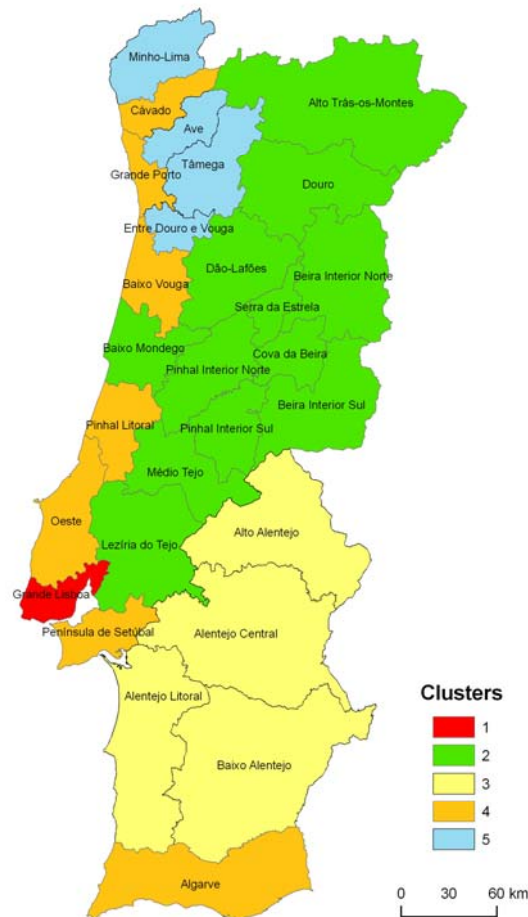 Minho-Lima
Cávado
Alto Trás-os-Montes
Ave
Tâmega
Grande Porto
Douro
Entre Douro e Vouga
Dão-Lafões
Beira Interior Norte
Baixo Vouga
Serra da Estrela
Baixo Mondego
Cova da Beira
Pinhal Interior Norte
Beira Interior Sul
Pinhal Litoral
Pinhal Interior Sul
Médio Tejo
Oeste
Alto Alentejo
Lezíria do Tejo
Grande Lisboa
Península de Setúbal
Alentejo Central
Alentejo Litoral
Baixo Alentejo
Algarve
Clusters
1
2
3
4
5
0 30 60 km